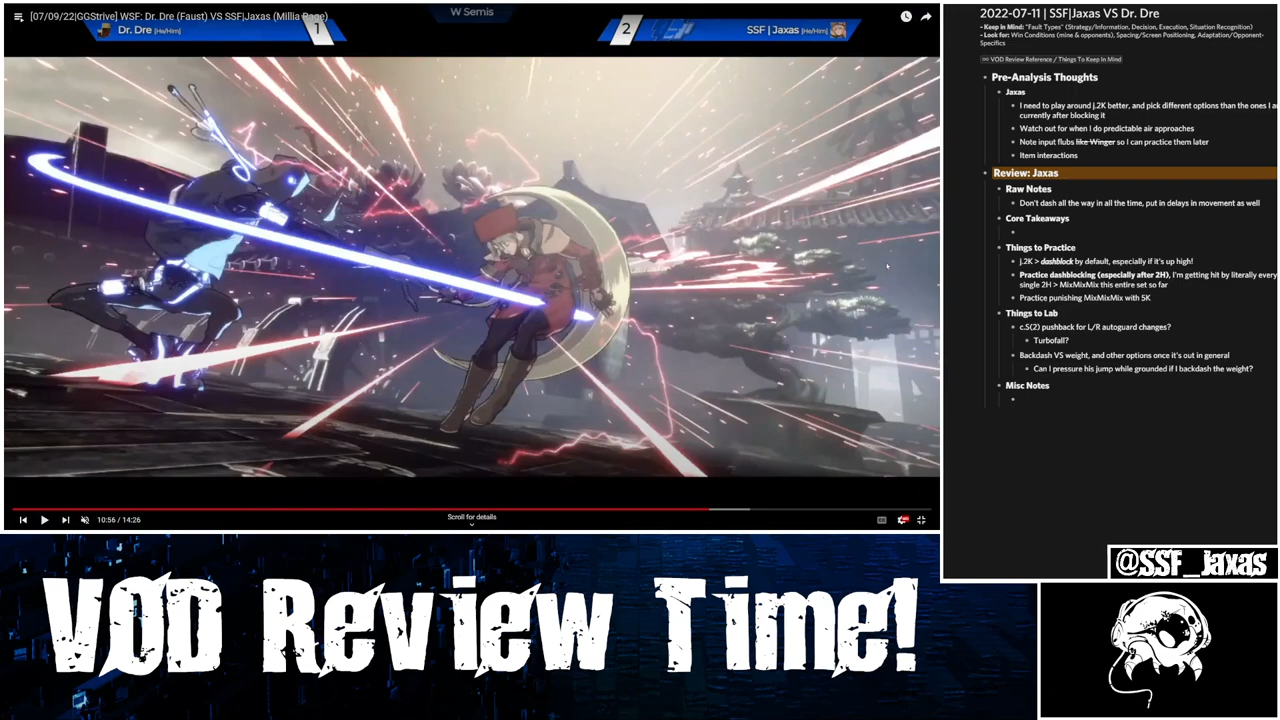 [07/09/22|GGStrive] WSF: Dr. Dre (Faust) VS SSF|Jaxas (Millia Rage)
W Semis
Dr. Dre [He/Him]
1
2
SSF | Jaxas [He/Him]
10:56 / 14:26
Scroll for details
2022-07-11 | SSF|Jaxas VS Dr. Dre
- Keep in Mind: "Fault Types" (Strategy/Information, Decision, Execution, Situation Recognition)
- Look for: Win Conditions (mine & opponents), Spacing/Screen Positioning, Adaptation/Opponent-
Specifics
VOD Review Reference / Things To Keep In Mind
Pre-Analysis Thoughts
Jaxas
I need to play around j.2K better, and pick different options than the ones I a
currently after blocking it
Watch out for when I do predictable air approaches
Note input flubs like Winger so I can practice them later
Item interactions
Review: Jaxas
Raw Notes
Don't dash all the way in all the time, put in delays in movement as well
Core Takeaways
Things to Practice
j.2K > dashblock by default, especially if it's up high!
Practice dashblocking (especially after 2H), I'm getting hit by literally every
single 2H > MixMixMix this entire set so far
Practice punishing MixMixMix with 5K
Things to Lab
c.S(2) pushback for L/R autoguard changes?
Turbofall?
Backdash VS weight, and other options once it's out in general
Can I pressure his jump while grounded if I backdash the weight?
Misc Notes
@SSF_Jaxas
VOD Review Time!